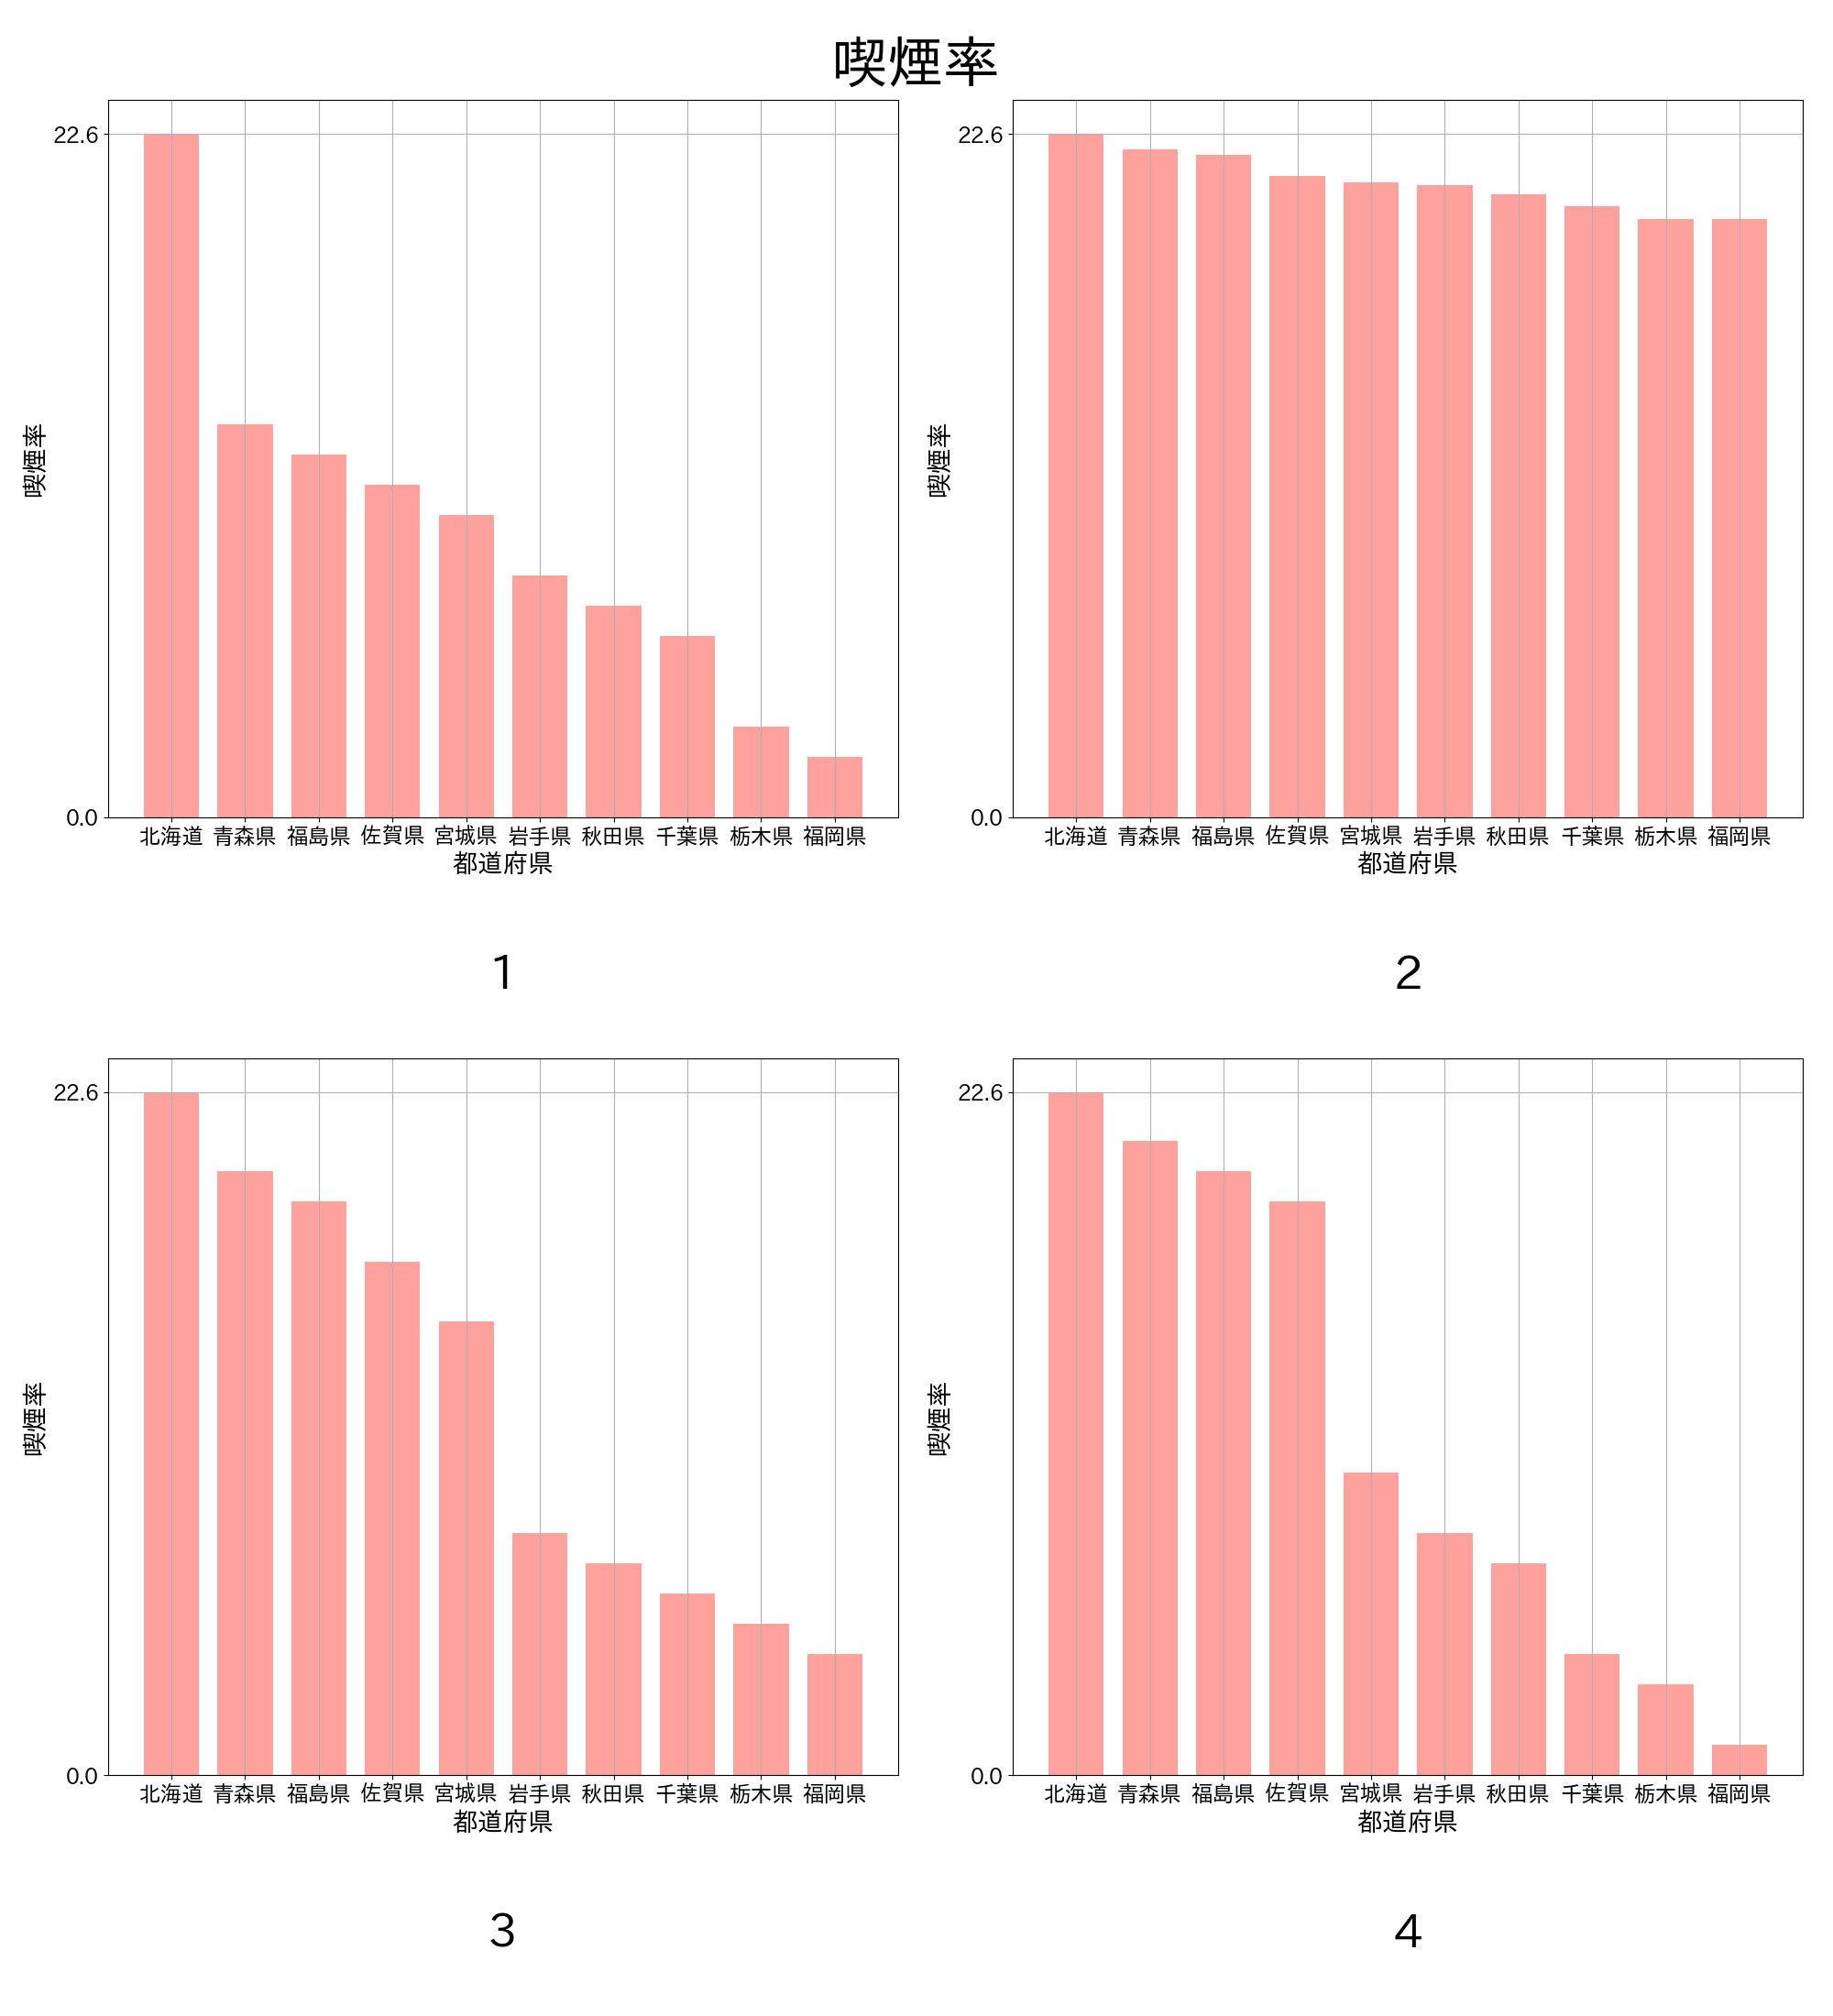 喫煙率
22.6
喫煙率
0.0
北海道 青森県 福島県 佐賀県 宮城県 岩手県 秋田県 千葉県 栃木県 福岡県
都道府県
1
22.6
喫煙率
0.0
北海道 青森県 福島県 佐賀県 宮城県 岩手県 秋田県 千葉県 栃木県 福岡県
都道府県
2
22.6
喫煙率
0.0
北海道 青森県 福島県 佐賀県 宮城県 岩手県 秋田県 千葉県 栃木県 福岡県
都道府県
3
22.6
喫煙率
0.0
北海道 青森県 福島県 佐賀県 宮城県 岩手県 秋田県 千葉県 栃木県 福岡県
都道府県
4